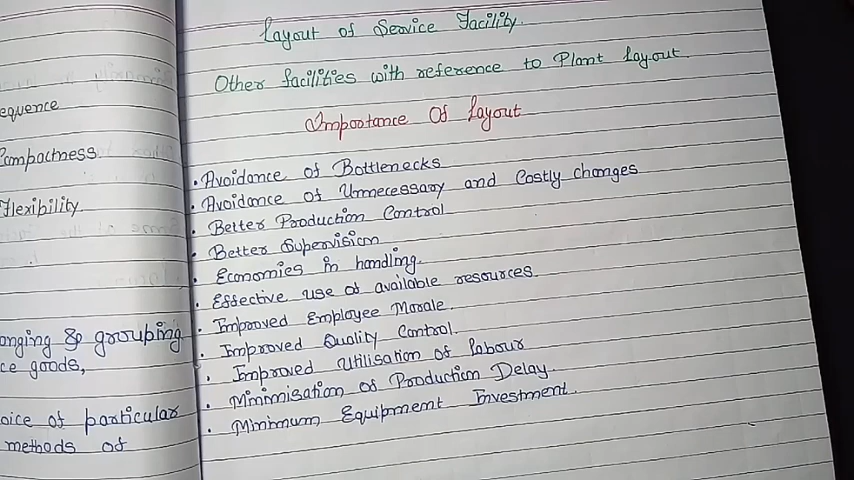 equence
Compactness
Flexibility.
anging & grouping
ce goods,
oice of particular
methods of
Layout of Service Facility.
Other facilities with reference to Plant Layout
Importance Of Layout
• Avoidance of Bottlenecks
• Avoidance of Unnecessary and Costly changes
• Better Production Control
• Better Supervision
• Economies in handling.
• Effective use of available resources
• Improved Employee Morale.
• Improved Quality Control.
• Improved Utilisation of labour
• Minimisation of Production Delay
• Minimum Equipment Investment.